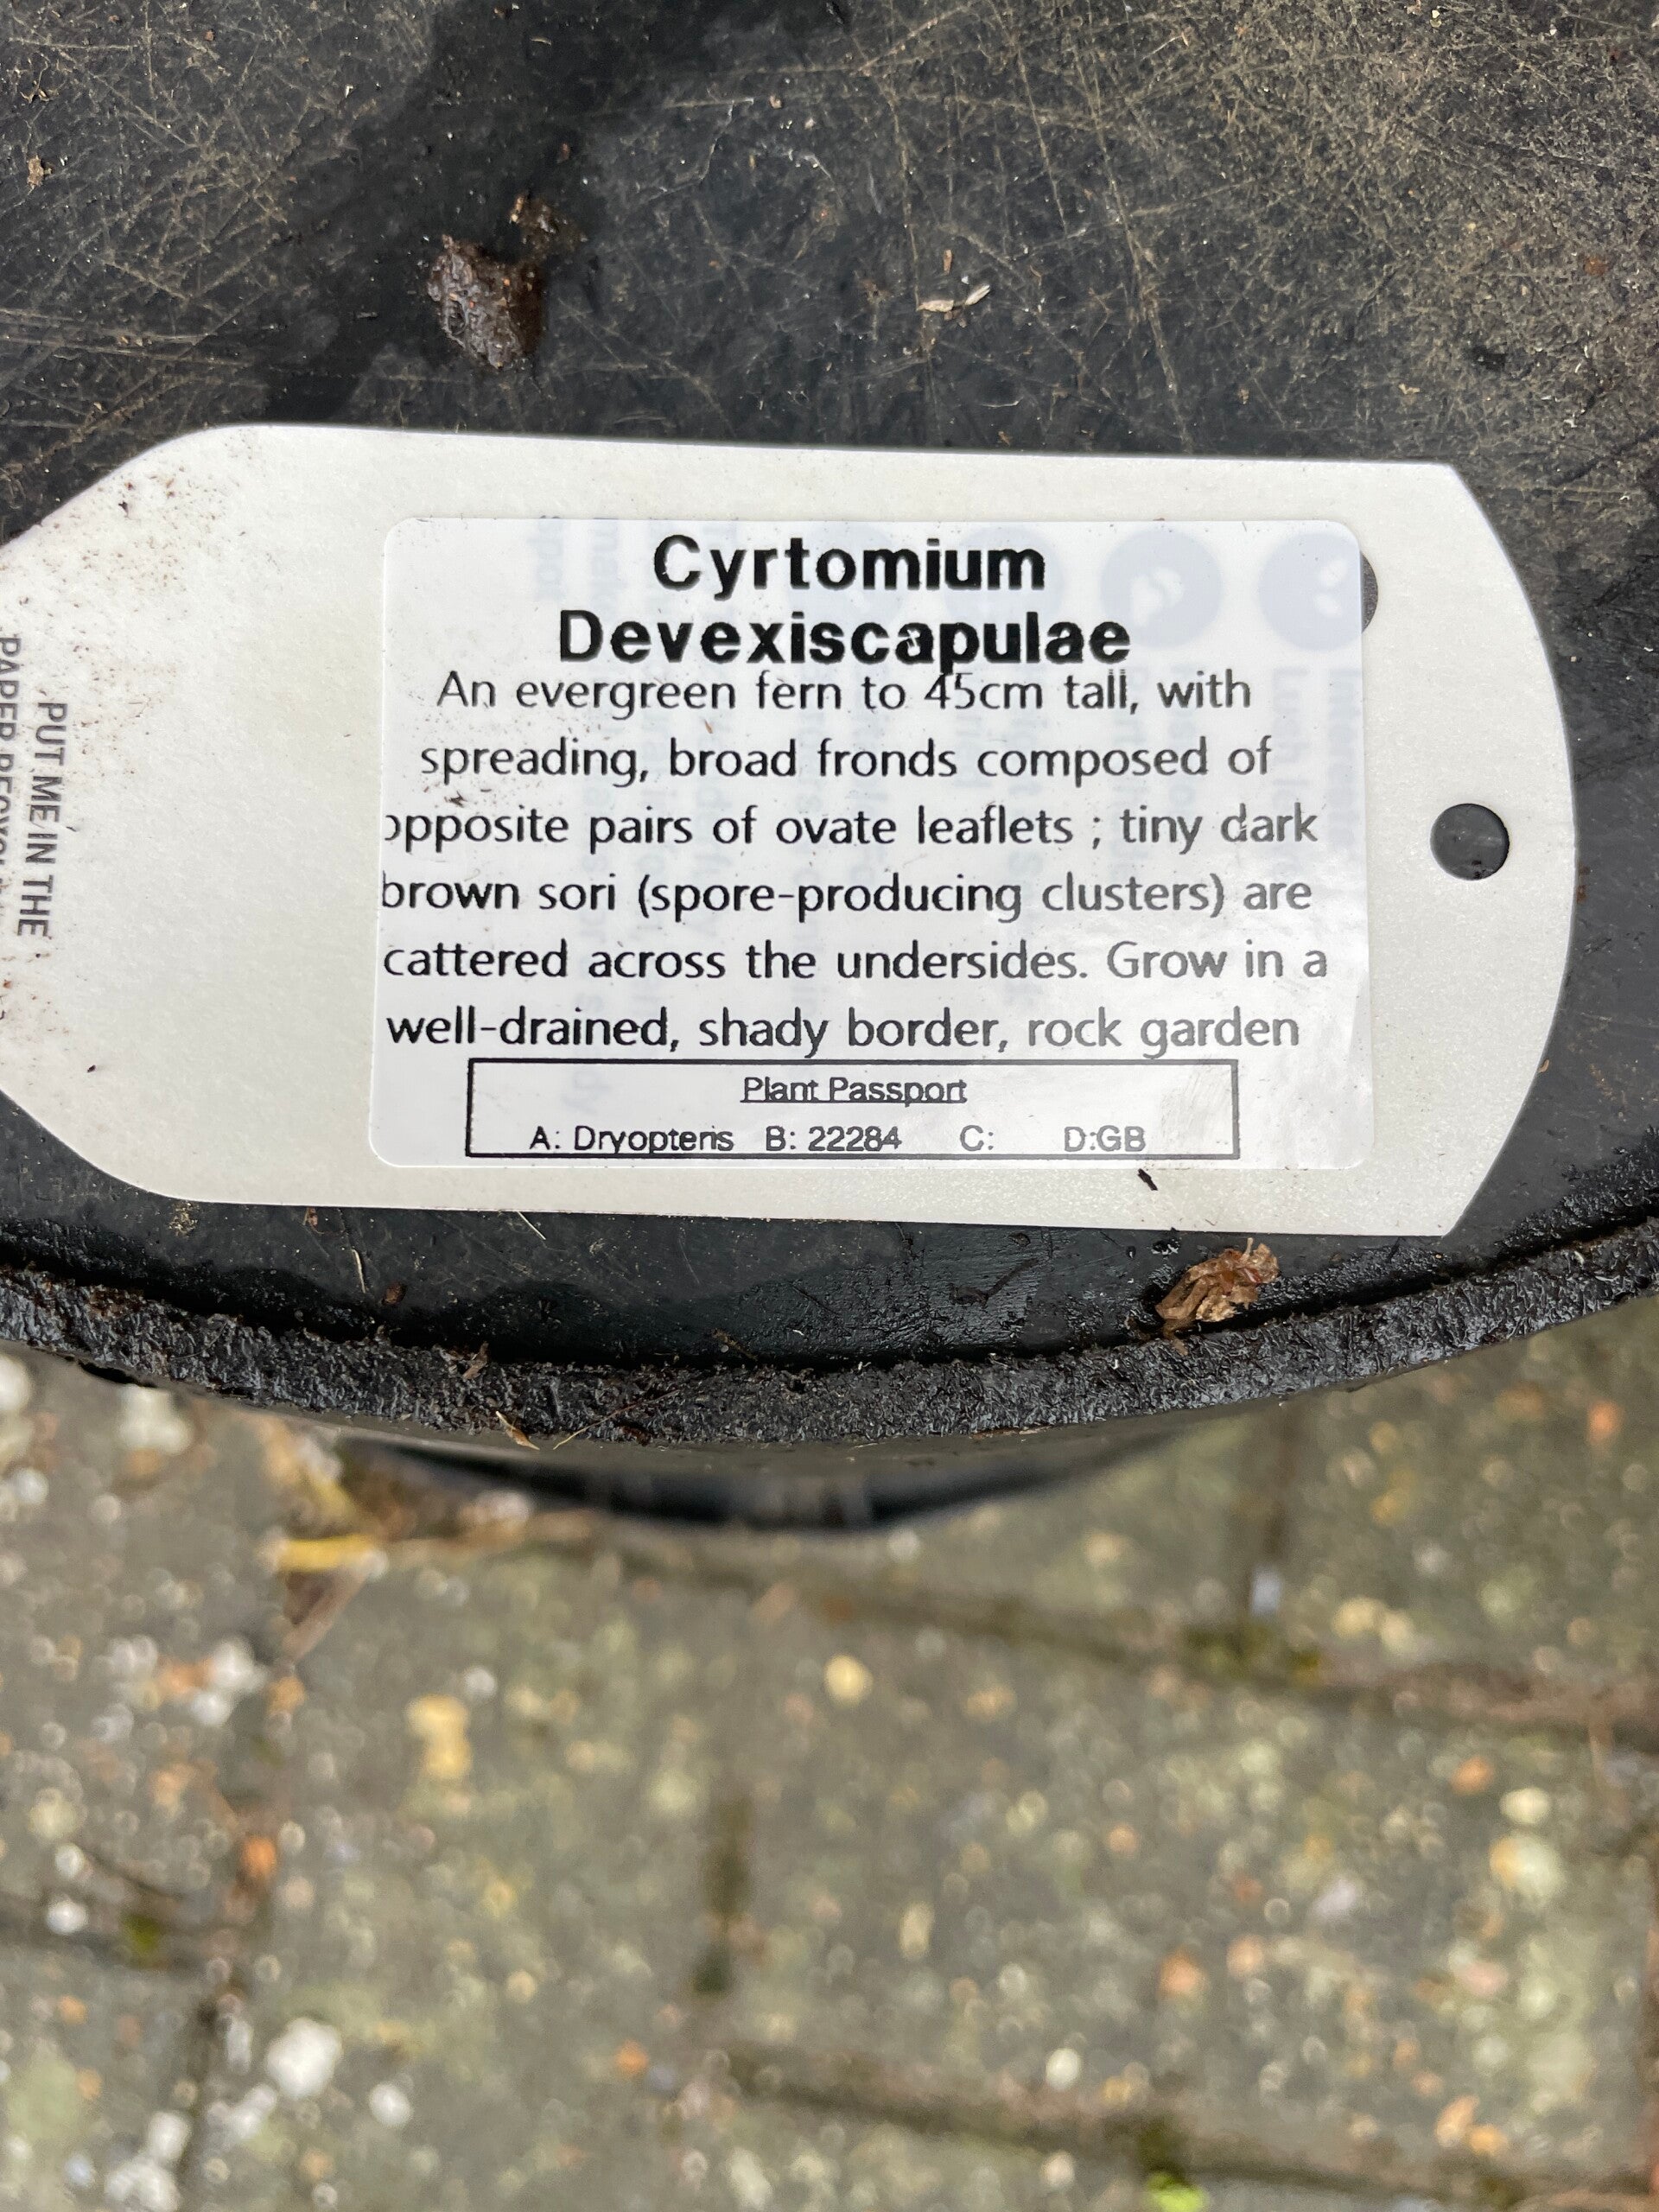 Cyrtomium
Devexiscapulae
An evergreen fern to 45cm tall, with
spreading, broad fronds composed of
opposite pairs of ovate leaflets ; tiny dark
brown sori (spore-producing clusters) are
cattered across the undersides. Grow in a
well-drained, shady border, rock garden
Plant Passport
A: Dryopteris B: 22284 C: D:GB
PUT ME IN THE
PAPER